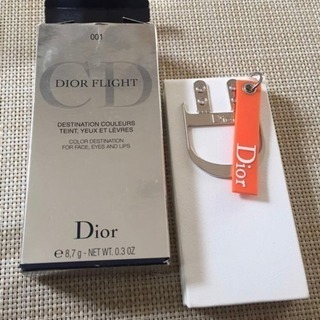 001
CD
DIOR FLIGHT
DESTINATION COULEURS
TEINT, YEUX ET LÈVRES
COLOR DESTINATION
FOR FACE, EYES AND LIPS
Dior
℮ 8,7 g - NET WT. 0.3 OZ
Dior